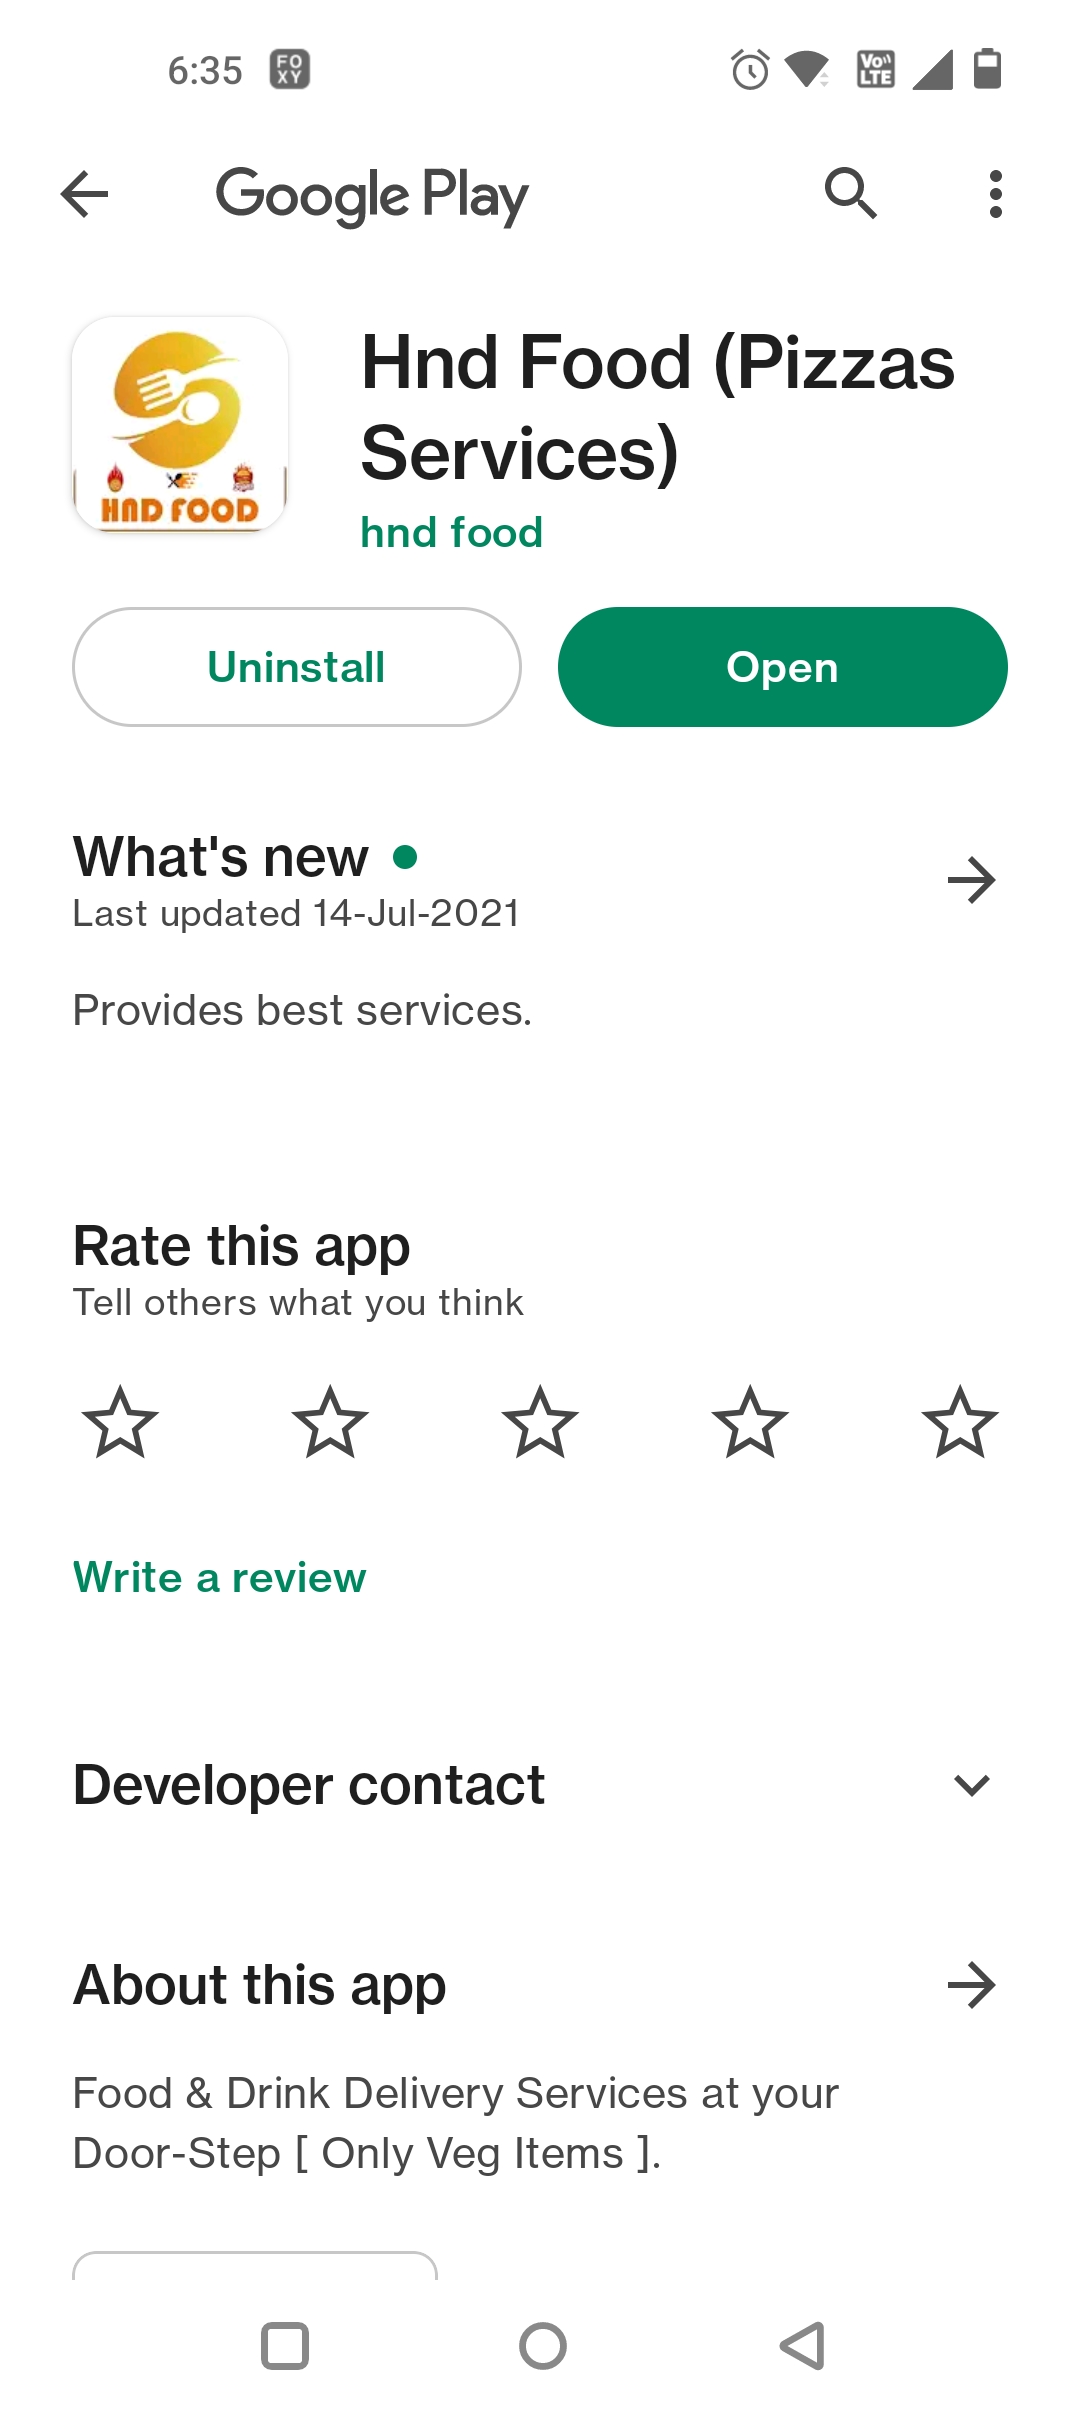 6:35
FO
XY
Vo
LTE
Google Play
Hnd Food (Pizzas
Services)
hnd food
HND FOOD
Uninstall
Open
What's new
Last updated 14-Jul-2021
Provides best services.
Rate this app
Tell others what you think
Write a review
Developer contact
About this app
Food & Drink Delivery Services at your
Door-Step [ Only Veg Items ].